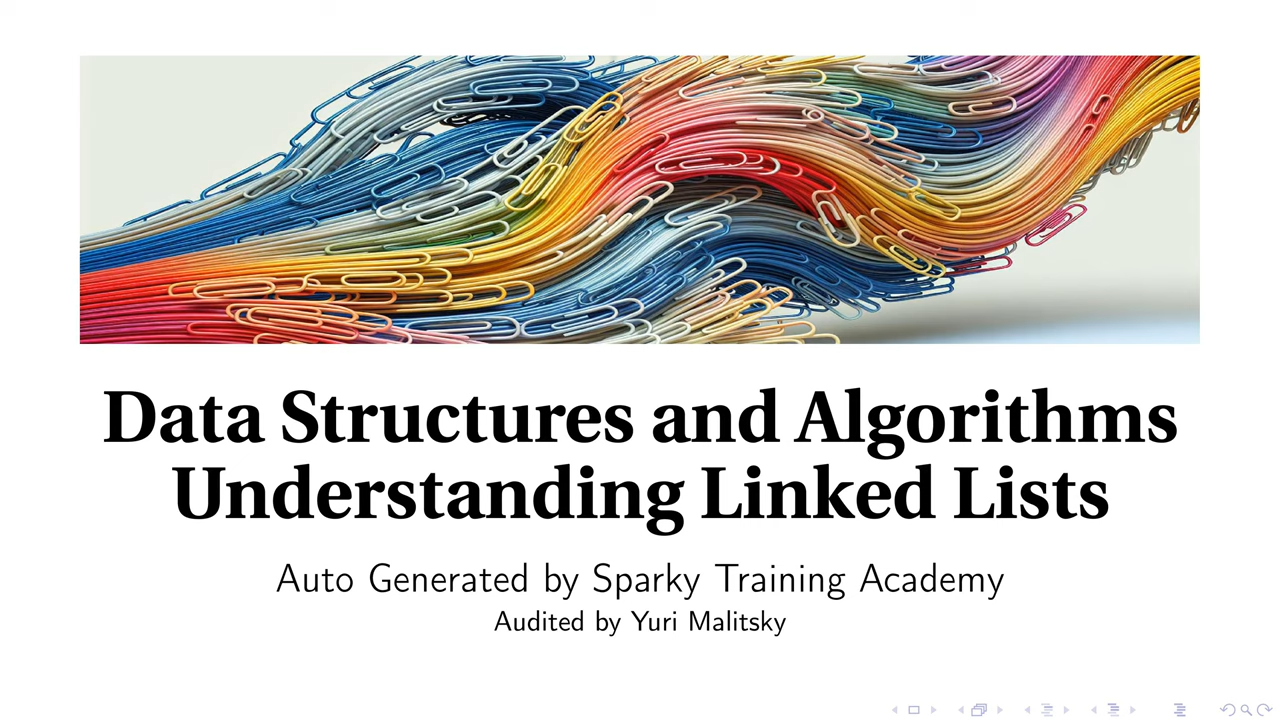 Data Structures and Algorithms
Understanding Linked Lists
Auto Generated by Sparky Training Academy
Audited by Yuri Malitsky